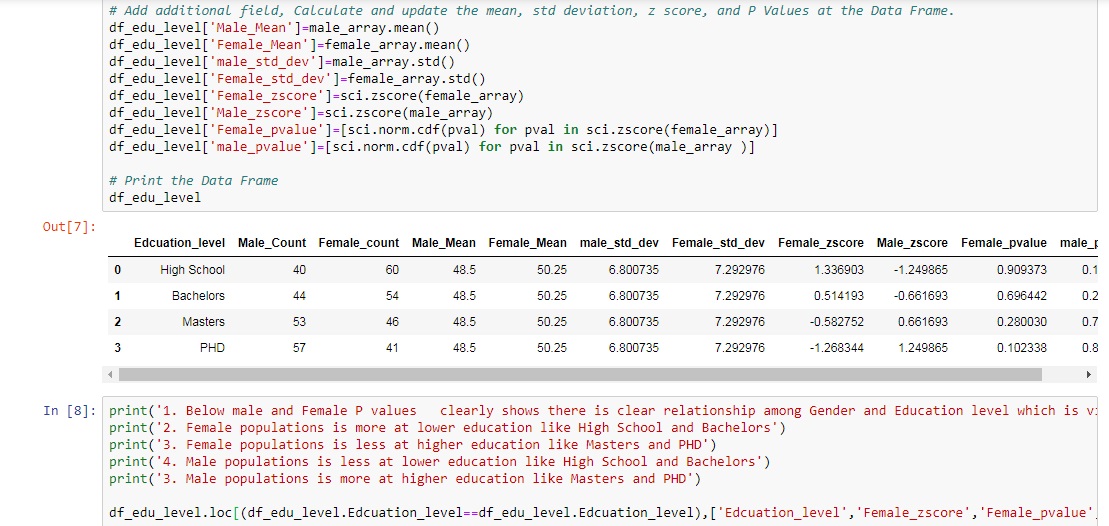 # Add additional field, Calculate and update the mean, std deviation, z score, and P Values at the Data Frame.
df_edu_level['Male_Mean']=male_array.mean()
df_edu_level['Female_Mean']=female_array.mean()
df_edu_level['male_std_dev']=male_array.std()
df_edu_level['Female_std_dev']=female_array.std()
df_edu_level['Female_zscore']=sci.zscore(female_array)
df_edu_level['Male_zscore']=sci.zscore(male_array)
df_edu_level['Female_pvalue']=[sci.norm.cdf(pval) for pval in sci.zscore(female_array)]
df_edu_level['male_pvalue']=[sci.norm.cdf(pval) for pval in sci.zscore(male_array )]
# Print the Data Frame
df_edu_level
Out[7]:
Edcuation_level Male_Count Female_count Male_Mean Female_Mean male_std_dev Female_std_dev Female_zscore Male_zscore Female_pvalue male_p
0 High School 40 60 48.5 50.25 6.800735 7.292976 1.336903 -1.249865 0.909373 0.1
1 Bachelors 44 54 48.5 50.25 6.800735 7.292976 0.514193 -0.661693 0.696442 0.2
2 Masters 53 46 48.5 50.25 6.800735 7.292976 -0.582752 0.661693 0.280030 0.7
3 PHD 57 41 48.5 50.25 6.800735 7.292976 -1.268344 1.249865 0.102338 0.8
In [8]: print('1. Below male and Female P values   clearly shows there is clear relationship among Gender and Education level which is vi
print('2. Female populations is more at lower education like High School and Bachelors')
print('3. Female populations is less at higher education like Masters and PHD')
print('4. Male populations is less at lower education like High School and Bachelors')
print('3. Male populations is more at higher education like Masters and PHD')
df_edu_level.loc[(df_edu_level.Edcuation_level==df_edu_level.Edcuation_level),['Edcuation_level','Female_zscore','Female_pvalue'